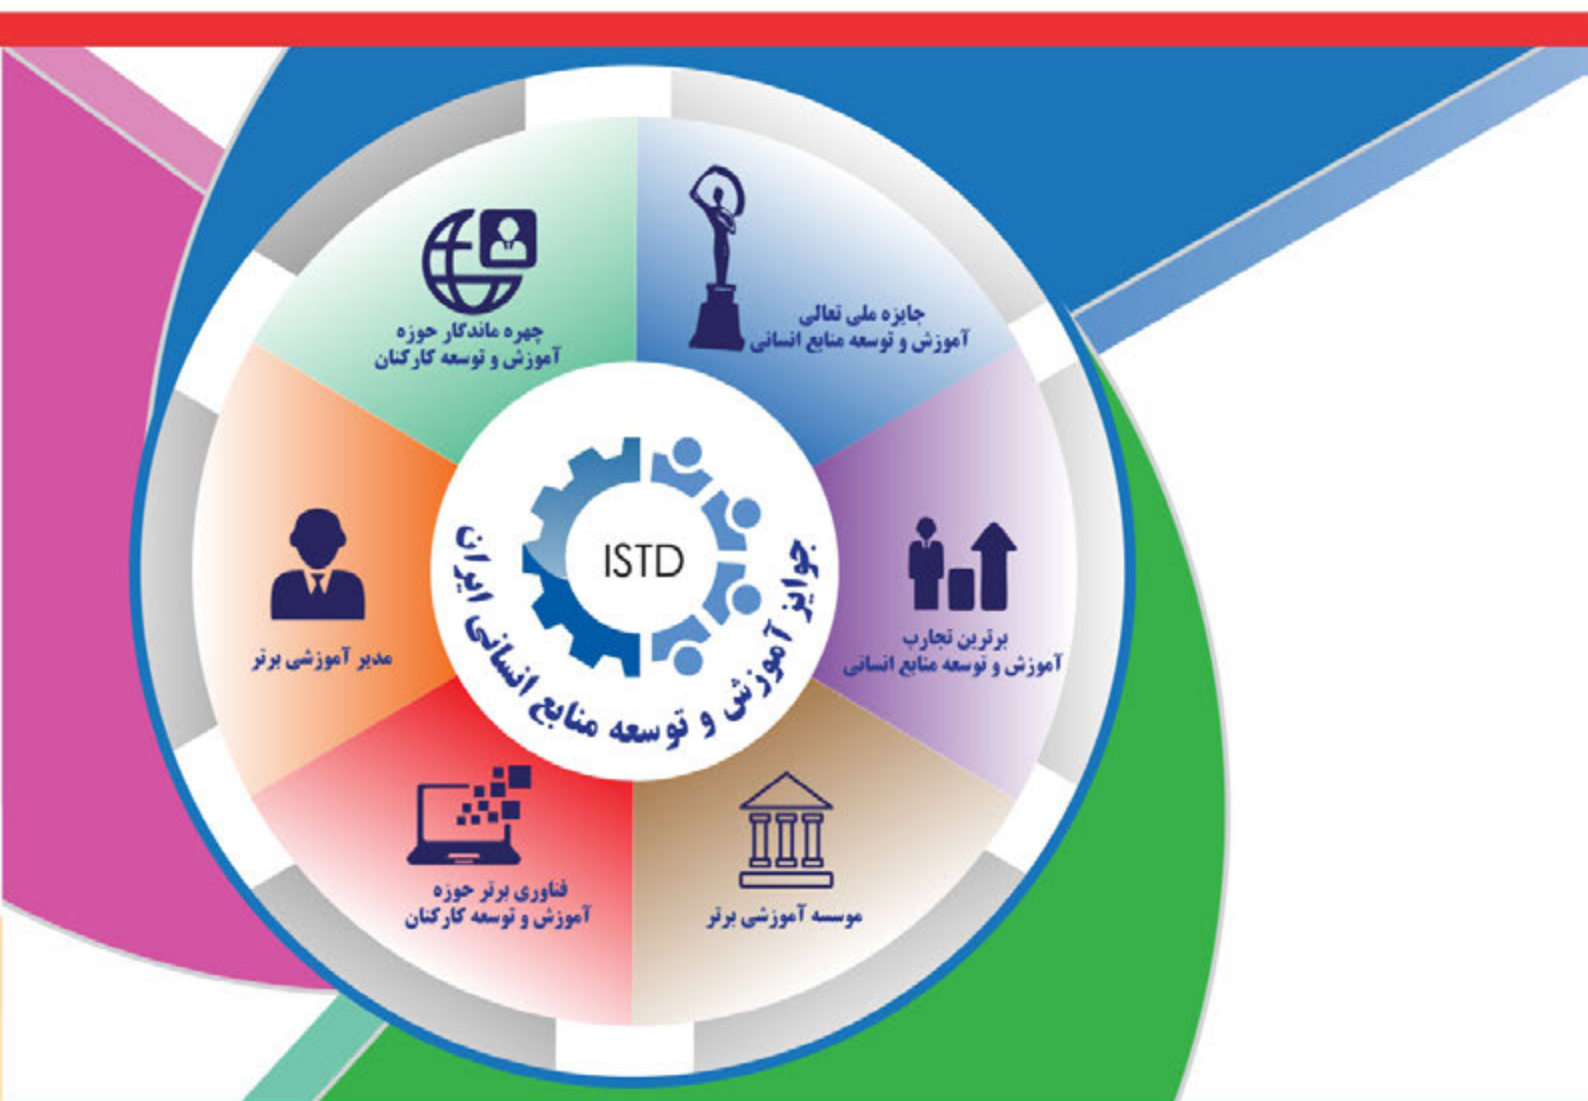 جایزه ملی تعالی
آموزش و توسعه منابع انسانی
چهره ماندگار حوزه
آموزش و توسعه کارکنان
ISTD
جوایز آموزش و توسعه منابع انسانی ایران
برترین تجارب
آموزش و توسعه منابع انسانی
مدیر آموزشی برتر
فناوری برتر حوزه
آموزش و توسعه کارکنان
موسسه آموزشی برتر